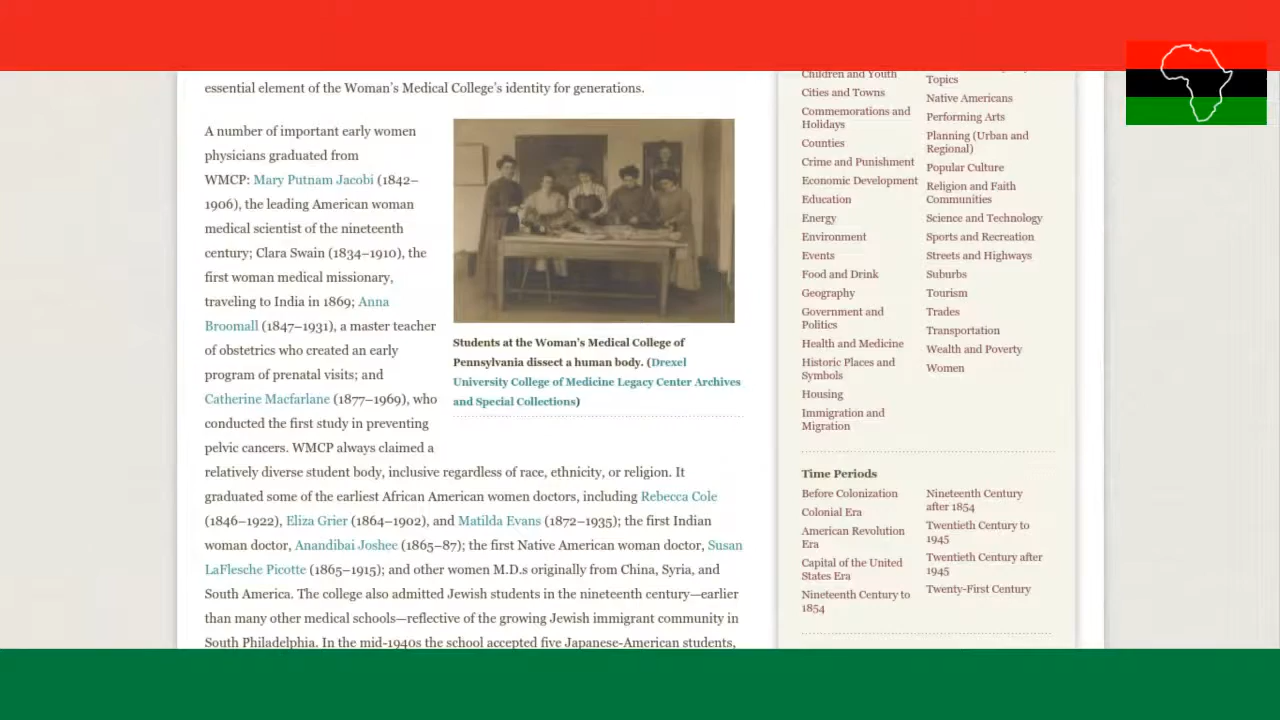 essential element of the Woman's Medical College's identity for generations.
A number of important early women
physicians graduated from
WMCP: Mary Putnam Jacobi (1842–
1906), the leading American woman
medical scientist of the nineteenth
century; Clara Swain (1834–1910), the
first woman medical missionary,
traveling to India in 1869; Anna
Broomall (1847–1931), a master teacher
of obstetrics who created an early
program of prenatal visits; and
Catherine Macfarlane (1877–1969), who
conducted the first study in preventing
pelvic cancers. WMCP always claimed a
relatively diverse student body, inclusive regardless of race, ethnicity, or religion. It
graduated some of the earliest African American women doctors, including Rebecca Cole
(1846–1922), Eliza Grier (1864–1902), and Matilda Evans (1872–1935); the first Indian
woman doctor, Anandibai Joshee (1865–87); the first Native American woman doctor, Susan
LaFlesche Picotte (1865–1915); and other women M.D.s originally from China, Syria, and
South America. The college also admitted Jewish students in the nineteenth century—earlier
than many other medical schools—reflective of the growing Jewish immigrant community in
South Philadelphia. In the mid-1940s the school accepted five Japanese-American students,
Students at the Woman's Medical College of
Pennsylvania dissect a human body. (Drexel
University College of Medicine Legacy Center Archives
and Special Collections)
Children and Youth
Cities and Towns
Commemorations and
Holidays
Counties
Crime and Punishment
Economic Development
Education
Energy
Environment
Events
Food and Drink
Geography
Government and
Politics
Health and Medicine
Historic Places and
Symbols
Housing
Immigration and
Migration
Topics
Native Americans
Performing Arts
Planning (Urban and
Regional)
Popular Culture
Religion and Faith
Communities
Science and Technology
Sports and Recreation
Streets and Highways
Suburbs
Tourism
Trades
Transportation
Wealth and Poverty
Women
Time Periods
Before Colonization
Colonial Era
American Revolution
Era
Capital of the United
States Era
Nineteenth Century to
1854
Nineteenth Century
after 1854
Twentieth Century to
1945
Twentieth Century after
1945
Twenty-First Century